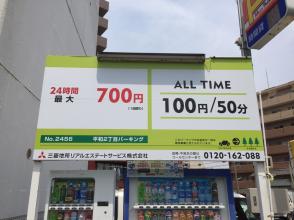 24時間
最大 700円
ALL TIME
100円/50分
No.2456 平和2丁目パーキング
三菱地所リアルエステートサービス株式会社
0120-162-088